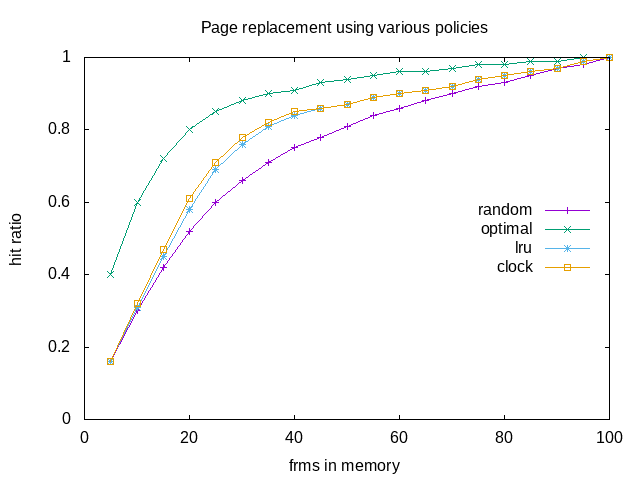 Page replacement using various policies
1
0.8
0.6
0.4
0.2
0
hit ratio
random
optimal
lru
clock
0 20 40 60 80 100
frms in memory